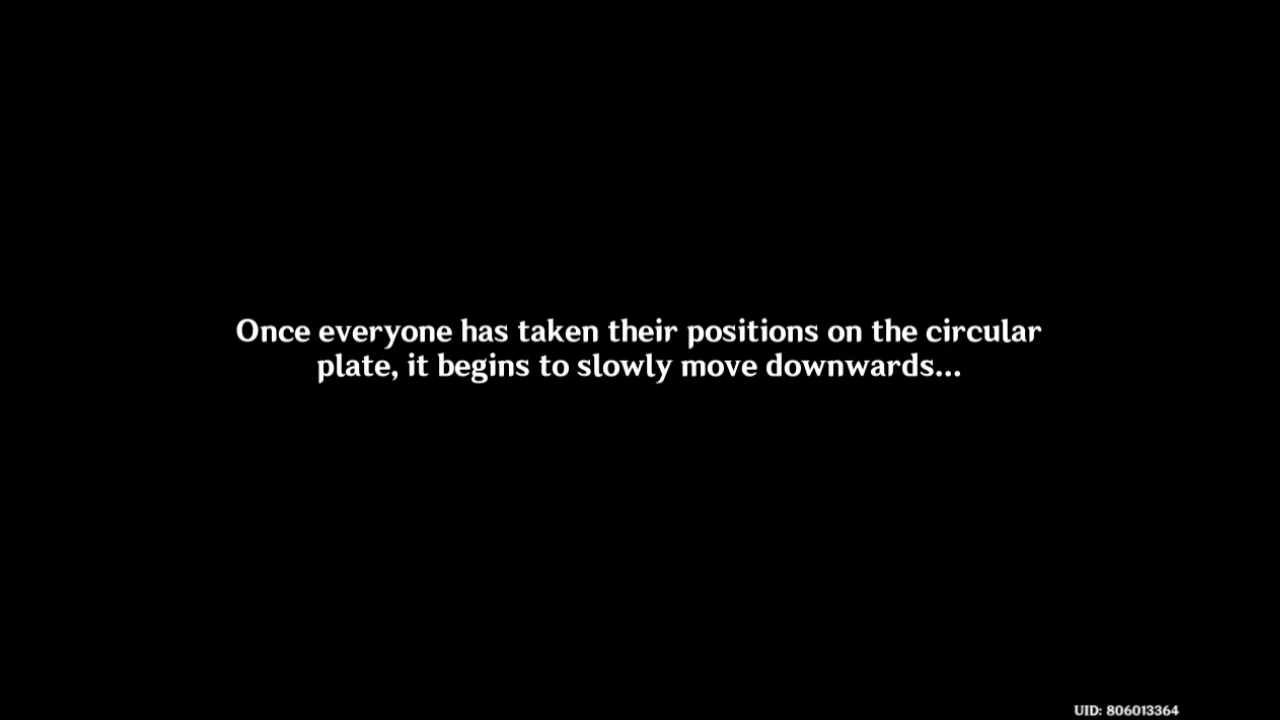 Once everyone has taken their positions on the circular
plate, it begins to slowly move downwards...
UID: 806013364